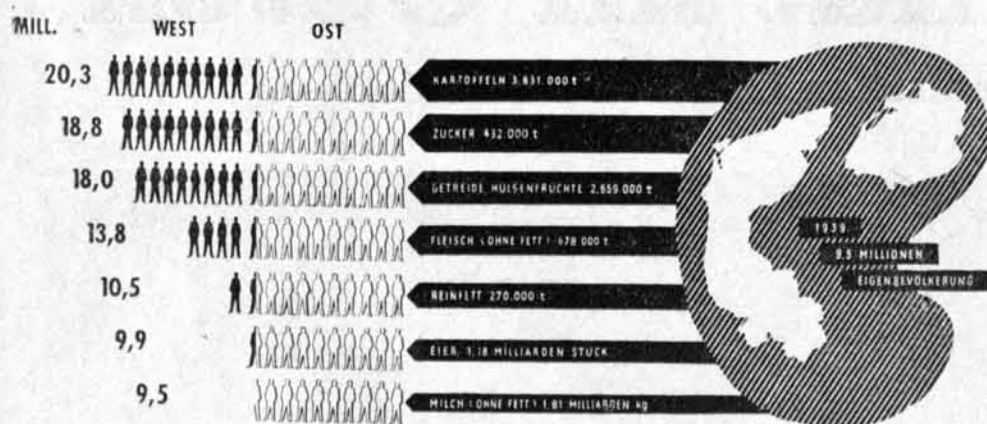 MILL. WEST OST
20,3 KARTOFFELN 3.831.000 t
18,8 ZUCKER 432.000 t
18,0 GETREIDE, HÜLSENFRÜCHTE 2,659.000 t
13,8 FLEISCH (OHNE FETT) 478 000 t
10,5 REINFETT 270.000 t
9,9 EIER 1,18 MILLIARDEN STÜCK
9,5 MILCH (OHNE FETT) 1,81 MILLIARDEN kg
1939
9,5 MILLIONEN
EIGENBEVÖLKERUNG